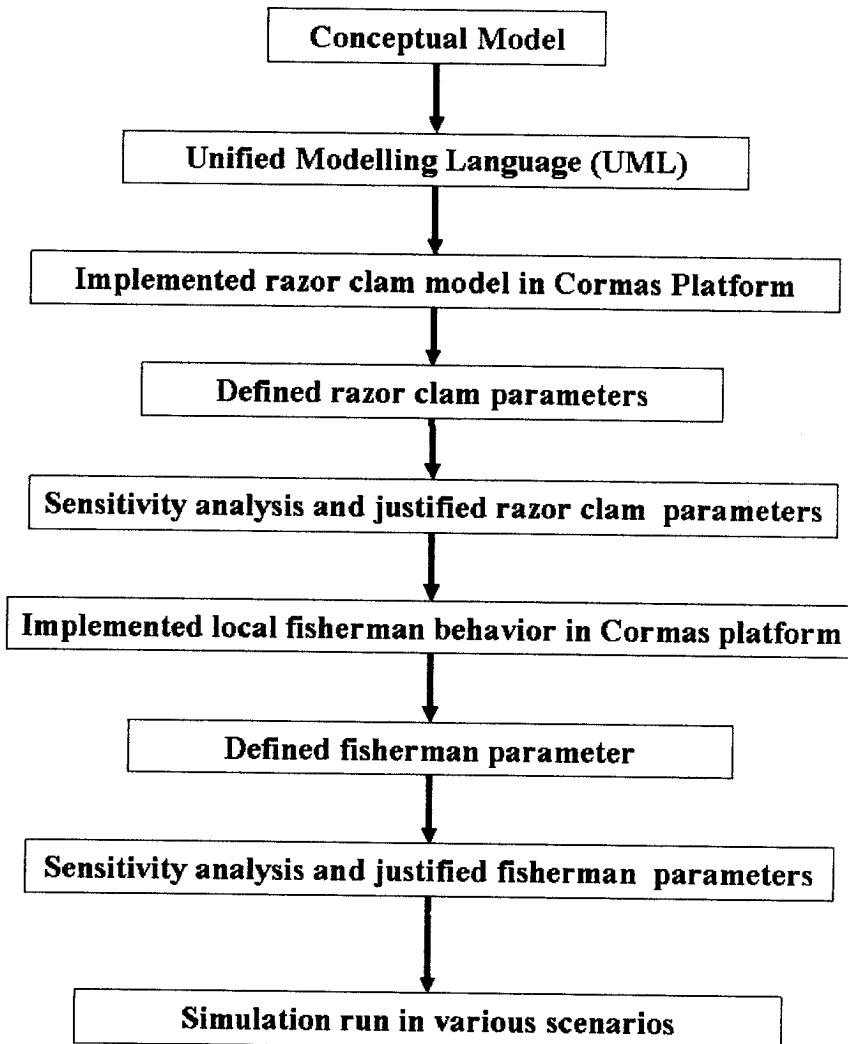 Conceptual Model
Unified Modelling Language (UML)
Implemented razor clam model in Cormas Platform
Defined razor clam parameters
Sensitivity analysis and justified razor clam parameters
Implemented local fisherman behavior in Cormas platform
Defined fisherman parameter
Sensitivity analysis and justified fisherman parameters
Simulation run in various scenarios